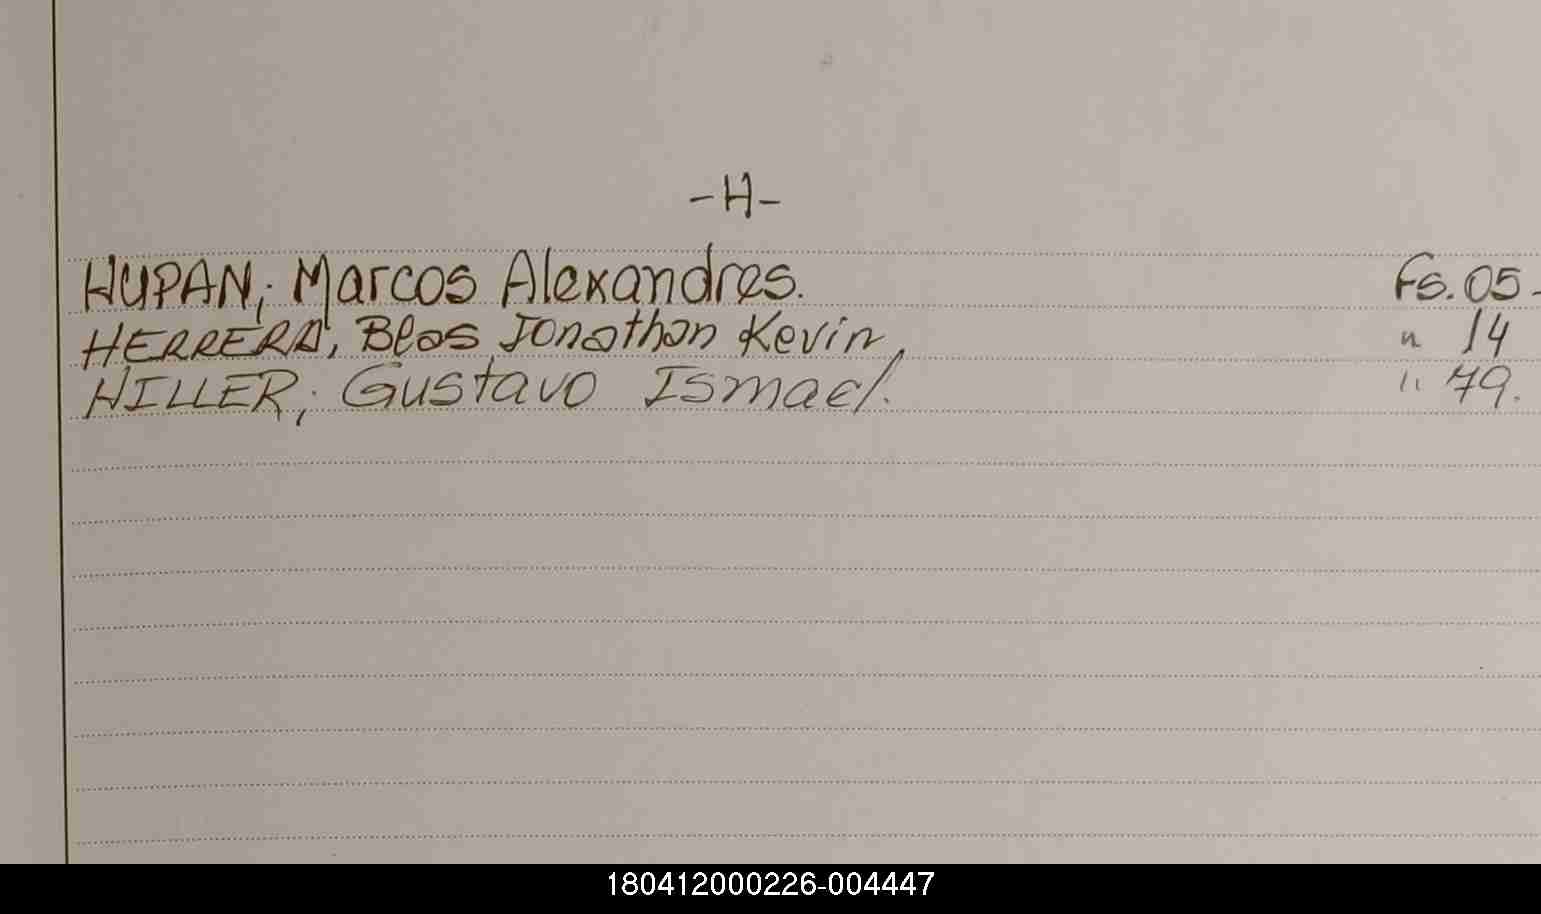 -H-
HUPAN, Marcos Alexandres. Fs. 05-
HERRERA, Blas Jonathan Kevin, " 14
HILLER, Gustavo Ismael. " 79.
180412000226-004447